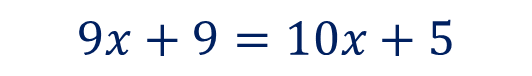 9x + 9 = 10x + 5